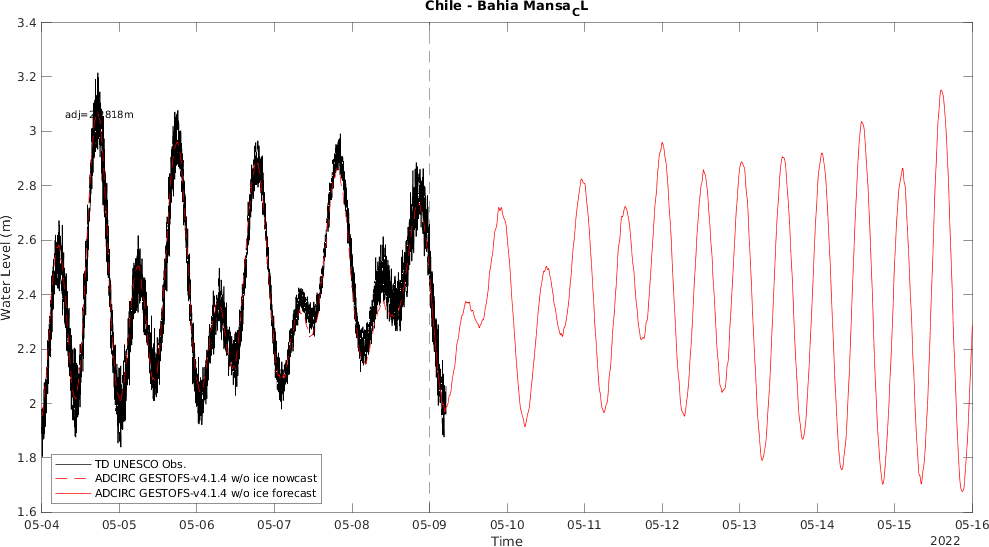 Chile - Bahia Mansa_CL
3.4
3.2
3
2.8
2.6
2.4
2.2
2
1.8
1.6
Water Level (m)
TD UNESCO Obs.
ADCIRC GESTOFS-v4.1.4 w/o ice nowcast
ADCIRC GESTOFS-v4.1.4 w/o ice forecast
05-04 05-05 05-06 05-07 05-08 05-09 05-10 05-11 05-12 05-13 05-14 05-15 05-16
Time
2022